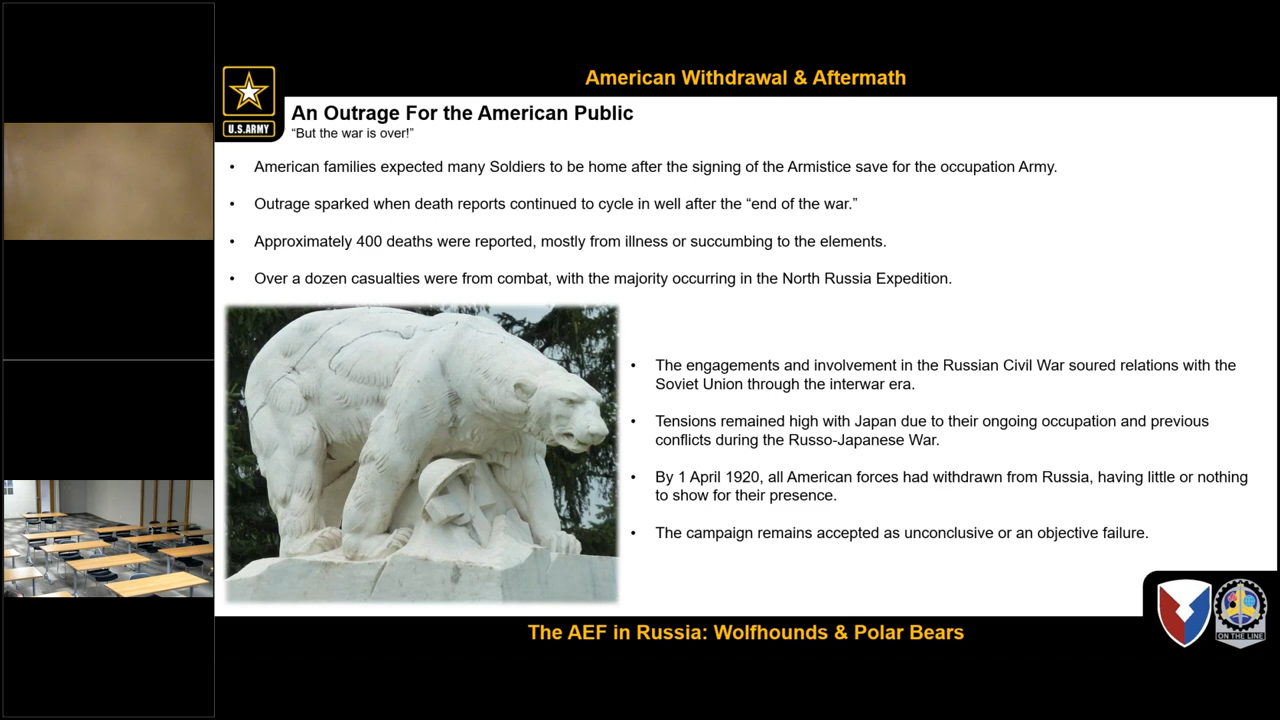 American Withdrawal & Aftermath
U.S.ARMY
An Outrage For the American Public
“But the war is over!”
• American families expected many Soldiers to be home after the signing of the Armistice save for the occupation Army.
• Outrage sparked when death reports continued to cycle in well after the “end of the war.”
• Approximately 400 deaths were reported, mostly from illness or succumbing to the elements.
• Over a dozen casualties were from combat, with the majority occurring in the North Russia Expedition.
• The engagements and involvement in the Russian Civil War soured relations with the
Soviet Union through the interwar era.
• Tensions remained high with Japan due to their ongoing occupation and previous
conflicts during the Russo-Japanese War.
• By 1 April 1920, all American forces had withdrawn from Russia, having little or nothing
to show for their presence.
• The campaign remains accepted as unconclusive or an objective failure.
ON THE LINE
The AEF in Russia: Wolfhounds & Polar Bears